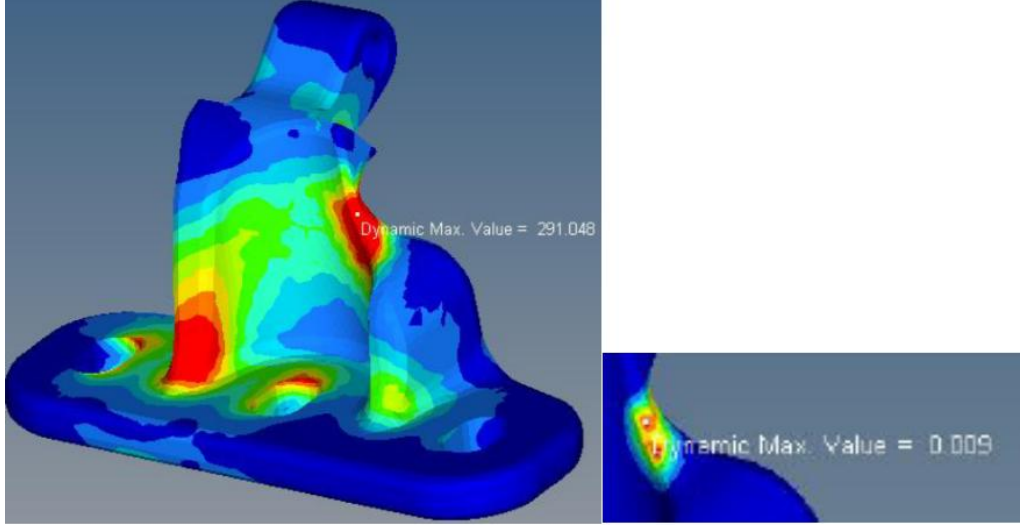 Dynamic Max. Value = 291.048
Dynamic Max. Value = 0.009